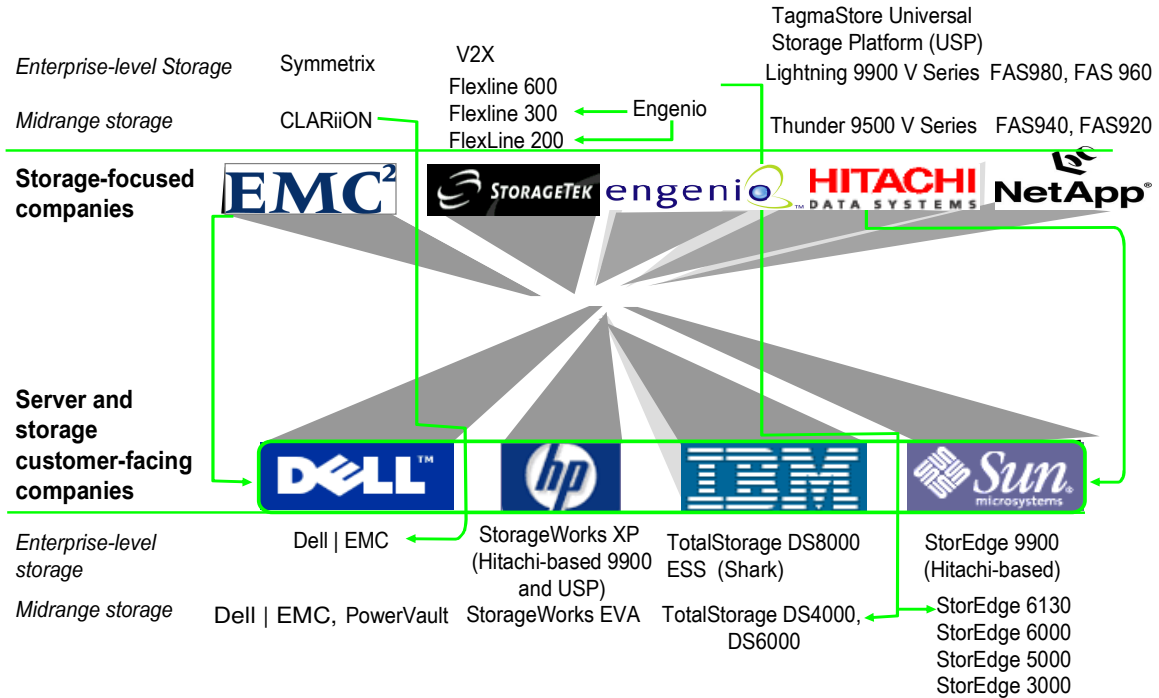 TagmaStore Universal
Storage Platform (USP)
Enterprise-level Storage Symmetrix V2X Lightning 9900 V Series FAS980, FAS 960
Flexline 600
Midrange storage CLARiiON Flexline 300 Engenio Thunder 9500 V Series FAS940, FAS920
FlexLine 200
Storage-focused
companies
EMC²
STORAGETEK
engenio™
HITACHI
DATA SYSTEMS
NetApp®
Server and
storage
customer-facing
companies
DELL™
hp
IBM
Sun
microsystems
Enterprise-level
storage
Dell | EMC
StorageWorks XP
(Hitachi-based 9900
and USP)
TotalStorage DS8000
ESS (Shark)
StorEdge 9900
(Hitachi-based)
Midrange storage
Dell | EMC, PowerVault
StorageWorks EVA
TotalStorage DS4000,
DS6000
StorEdge 6130
StorEdge 6000
StorEdge 5000
StorEdge 3000